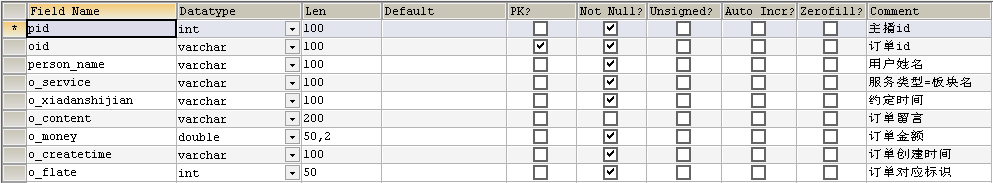 Field Name Datatype Len Default PK? Not Null? Unsigned? Auto Incr? Zerofill? Comment
* pid int 100 主播id
oid varchar 100 订单id
person_name varchar 100 用户姓名
o_service varchar 100 服务类型=板块名
o_xiadanshijian varchar 100 约定时间
o_content varchar 200 订单留言
o_money double 50,2 订单金额
o_createtime varchar 100 订单创建时间
o_flate int 50 订单对应标识